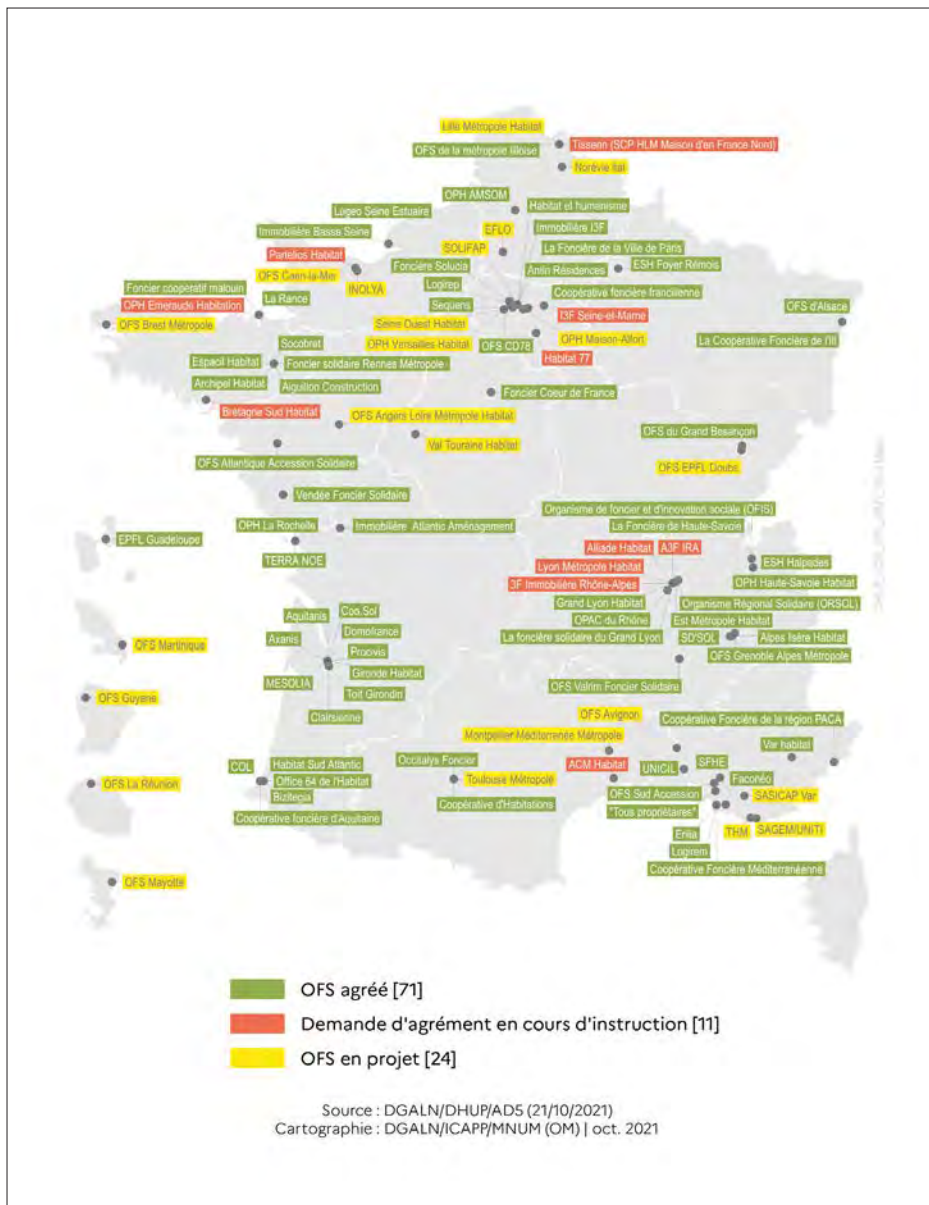 Lille Métropole Habitat
Tisserin (SCP HLM Maison d'en France Nord)
OFS de la métropole lilloise
Norévie Ital
OPH AMSOM
Habitat et humanisme
Logeo Seine Estuaire
Immobilière I3F
EFLO
Immobilière Basse Seine
La Foncière de la Ville de Paris
SOLIFAP
Partelios Habitat
Foncière Solucia
Amlin Résidences
ESH Foyer Rémois
OFS Caen-la-Mer
INOLYA
Logirep
Coopérative foncière francilienne
Foncier coopératif malouin
La Rance
Sequens
I3F Seine-et-Marne
OFS d'Alsace
OPH Emeraude Habitation
Seine Ouest Habitat
OPH Maison-Alfort
OFS Brest Métropole
OPH Versailles Habitat
OFS CD78
La Coopérative Foncière de l'Ill
Socobret
Habitat 77
Espacil Habitat
Foncier solidaire Rennes Métropole
Archipel Habitat
Aiguillon Construction
Foncier Coeur de France
Bretagne Sud Habitat
OFS Angers Loire Métropole Habitat
OFS du Grand Besançon
Val Touraine Habitat
OFS Atlantique Accession Solidaire
OFS EPFL Doubs
Vendée Foncier Solidaire
Organisme de foncier et d'innovation sociale (OFIS)
OPH La Rochelle
Immobilière Atlantic Aménagement
La Foncière de Haute-Savoie
EPFL Guadeloupe
TERRA NOE
Alliade Habitat
A3F IRA
Lyon Métropole Habitat
ESH Halpades
3F Immobilière Rhône-Alpes
OPH Haute-Savoie Habitat
Grand Lyon Habitat
Organisme Régional Solidaire (ORSOL)
Aquitanis
Coo.Sol
OPAC du Rhône
Est Métropole Habitat
OFS Martinique
Axanis
Domofrance
La foncière solidaire du Grand Lyon
SD'SOL
Alpes Isère Habitat
Procivis
OFS Grenoble Alpes Métropole
MESOLIA
Gironde Habitat
OFS Guyane
Toit Girondin
OFS Valrim Foncier Solidaire
Clairsienne
OFS Avignon
Coopérative Foncière de la région PACA
Montpellier Méditerranée Métropole
Var habitat
COL
Habitat Sud Atlantic
Occitalys Foncier
ACM Habitat
UNICIL
SFHE
OFS La Réunion
Office 64 de l'Habitat
Toulouse Métropole
Faconéo
Bizitegia
OFS Sud Accession
SASICAP Var
Coopérative foncière d'Aquitaine
Coopérative d'Habitations
"Tous propriétaires"
THM
SAGEM/UNITI
Erilia
Logirem
OFS Mayotte
Coopérative Foncière Méditerranéenne
OFS agréé [71]
Demande d'agrément en cours d'instruction [11]
OFS en projet [24]
Source : DGALN/DHUP/AD5 (21/10/2021)
Cartographie : DGALN/ICAPP/MNUM (OM) | oct. 2021